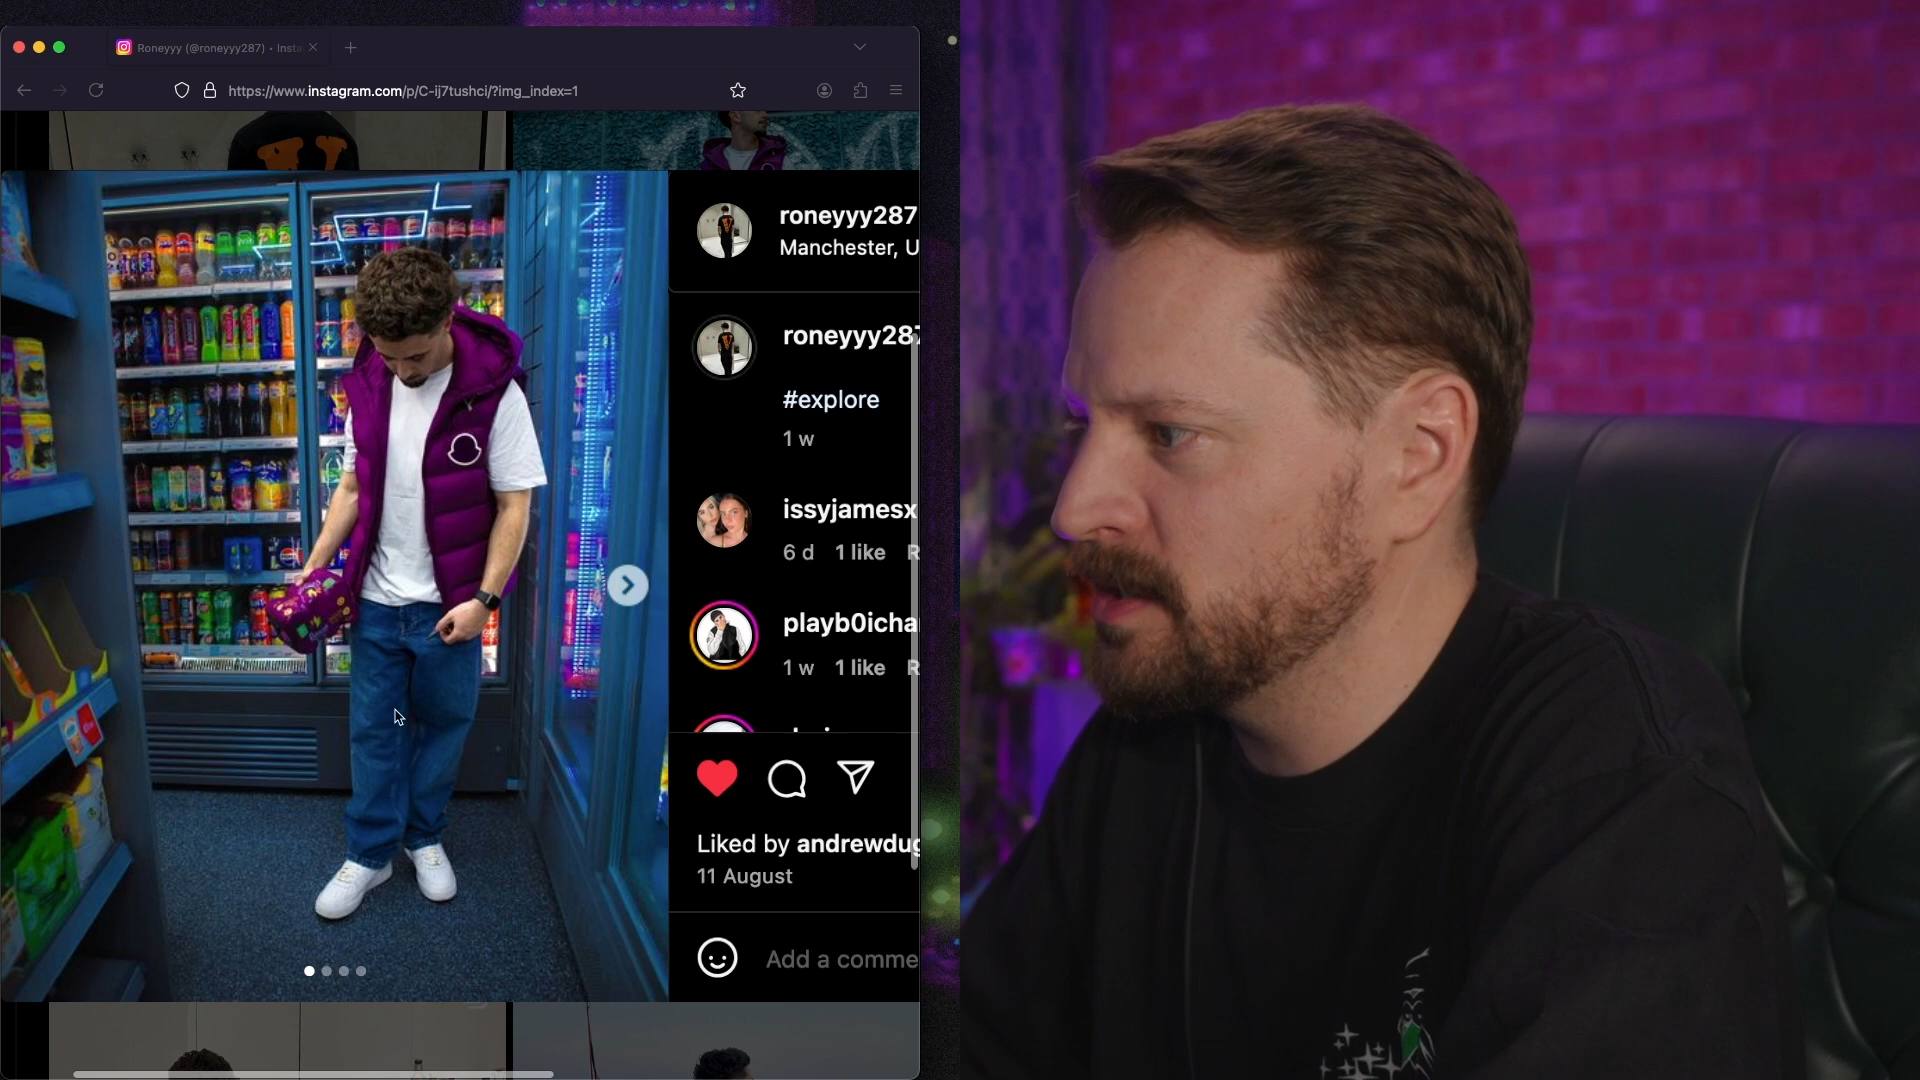 Roneyyy (@roneyyy287) • Insta
https://www.instagram.com/p/C-ij7tushci/?img_index=1
roneyyy287
Manchester, U
roneyyy287
#explore
1 w
issyjamesx
6 d 1 like R
playb0icha
1 w 1 like R
Liked by andrewdug
11 August
Add a comme